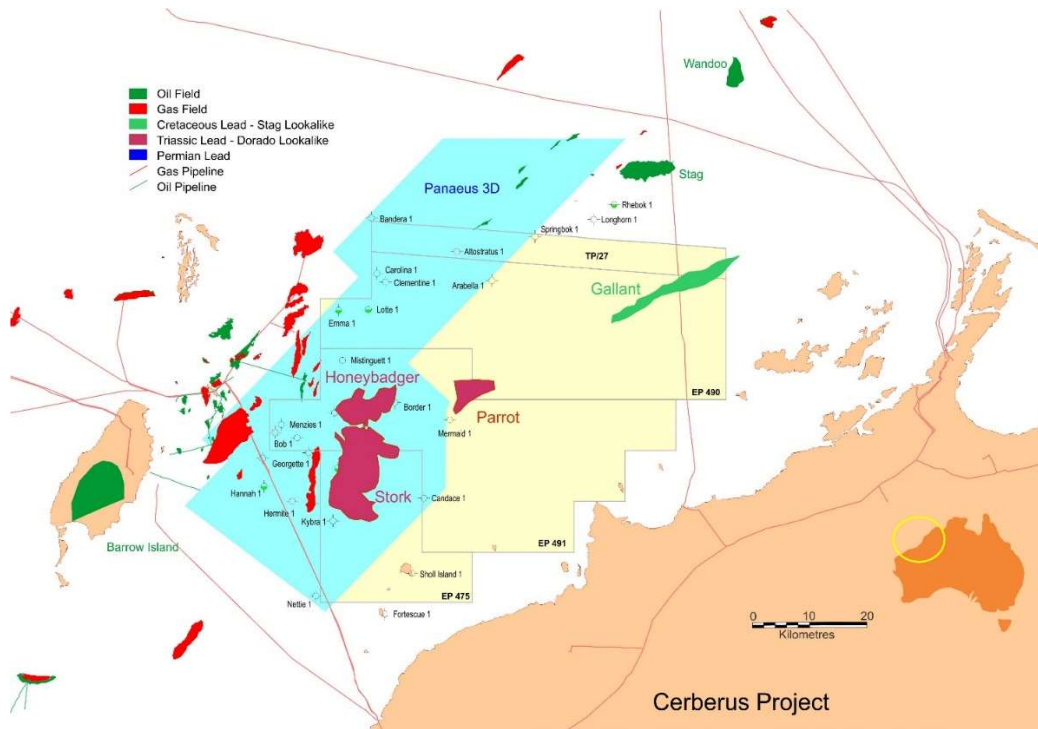 Oil Field
Gas Field
Cretaceous Lead - Stag Lookalike
Triassic Lead - Dorado Lookalike
Permian Lead
Gas Pipeline
Oil Pipeline
Wandoo
Panaeus 3D
Stag
Rhebok 1
Longhorn 1
Bandera 1
Springbok 1
Altostratus 1
TP/27
Carolina 1
Clementine 1
Arabella 1
Gallant
Emma 1
Lotte 1
Mistinguett 1
Honeybadger
EP 490
Border 1
Parrot
Mermaid 1
Menzies 1
Bob 1
Georgette 1
Stork
Hannah 1
Candace 1
Hermite 1
Kybra 1
Barrow Island
EP 491
Sholl Island 1
EP 475
Nettie 1
Fortescue 1
0 10 20
Kilometres
Cerberus Project